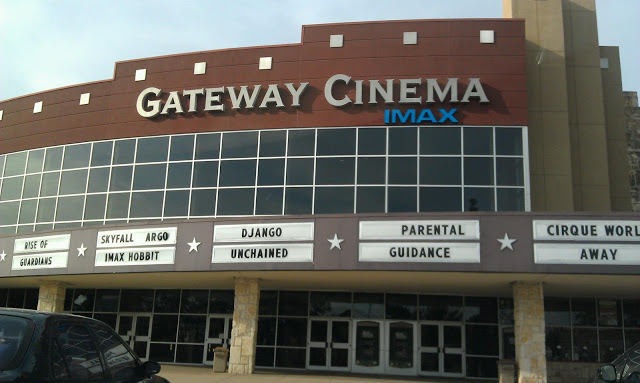 GATEWAY CINEMA
IMAX
RISE OF
GUARDIANS
SKYFALL ARGO
IMAX HOBBIT
DJANGO
UNCHAINED
PARENTAL
GUIDANCE
CIRQUE WORL
AWAY